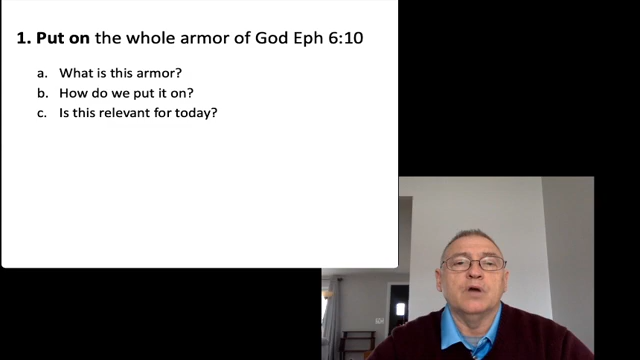 1. Put on the whole armor of God Eph 6:10
a. What is this armor?
b. How do we put it on?
c. Is this relevant for today?